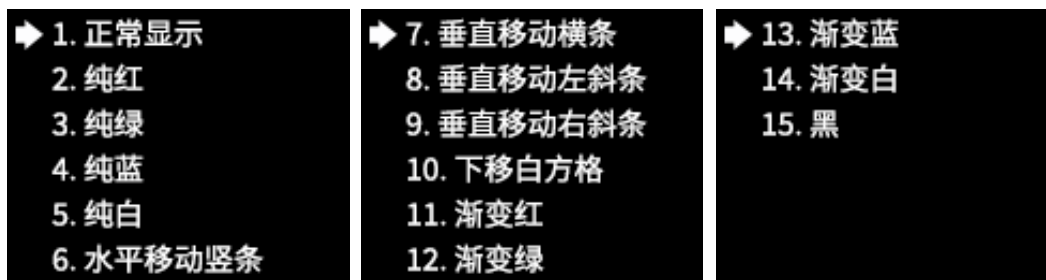 1. 正常显示
2. 纯红
3. 纯绿
4. 纯蓝
5. 纯白
6. 水平移动竖条
7. 垂直移动横条
8. 垂直移动左斜条
9. 垂直移动右斜条
10. 下移白方格
11. 渐变红
12. 渐变绿
13. 渐变蓝
14. 渐变白
15. 黑